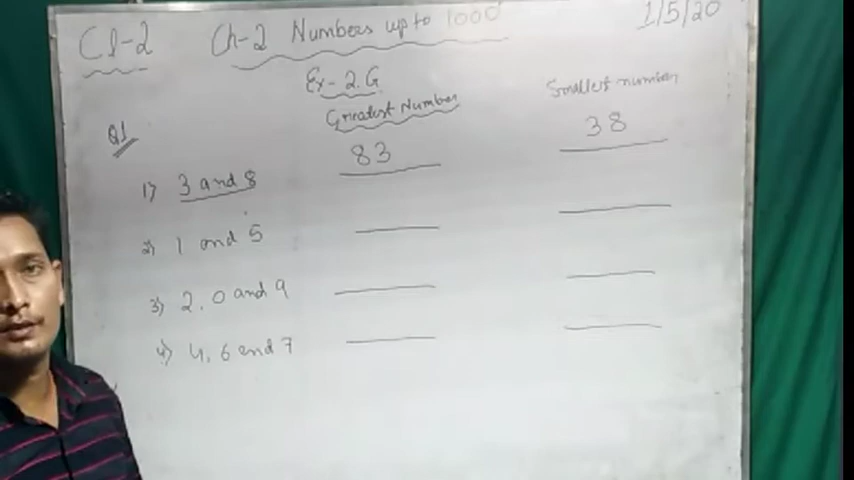 Cl-2 Ch-2 Numbers up to 1000 1/5/20
Ex- 2.G
Greatest Number Smallest number
Q1
1) 3 and 8 83 38
2) 1 and 5
3) 2, 0 and 9
4) 4, 6 and 7